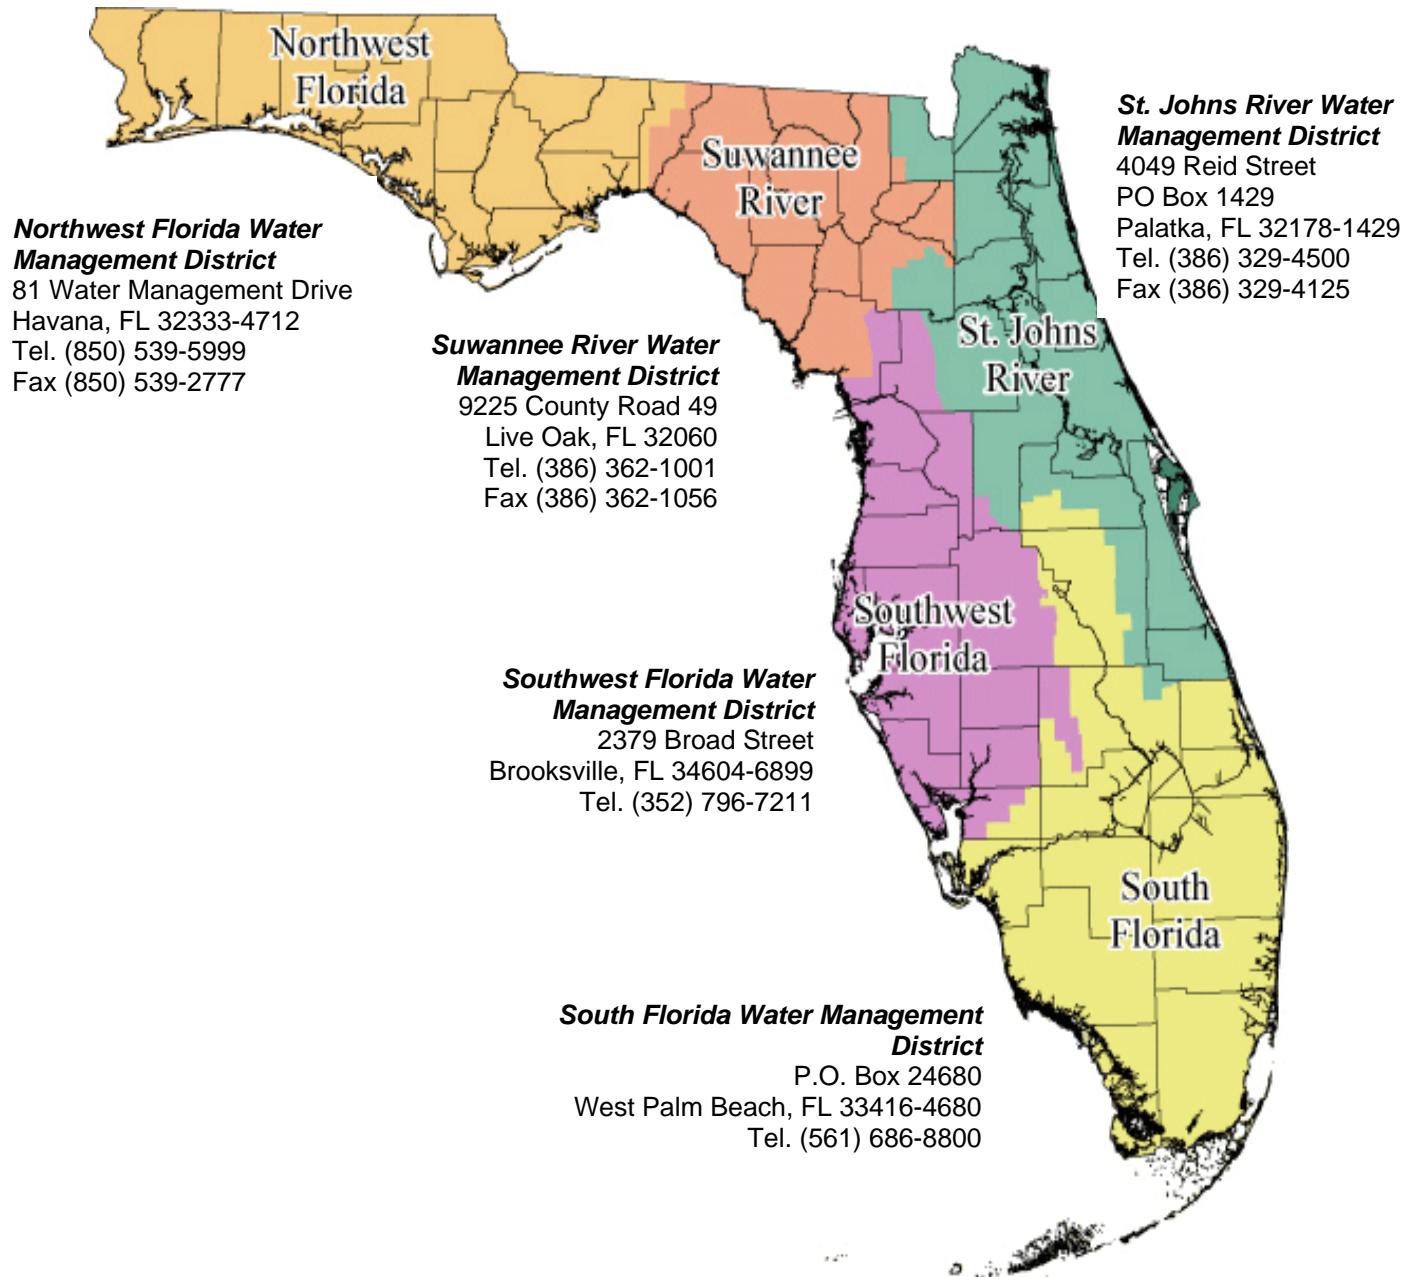 Northwest
Florida
Suwannee
River
St. Johns River Water
Management District
4049 Reid Street
PO Box 1429
Palatka, FL 32178-1429
Tel. (386) 329-4500
Fax (386) 329-4125
Northwest Florida Water
Management District
81 Water Management Drive
Havana, FL 32333-4712
Tel. (850) 539-5999
Fax (850) 539-2777
St. Johns
River
Suwannee River Water
Management District
9225 County Road 49
Live Oak, FL 32060
Tel. (386) 362-1001
Fax (386) 362-1056
Southwest
Florida
Southwest Florida Water
Management District
2379 Broad Street
Brooksville, FL 34604-6899
Tel. (352) 796-7211
South
Florida
South Florida Water Management
District
P.O. Box 24680
West Palm Beach, FL 33416-4680
Tel. (561) 686-8800